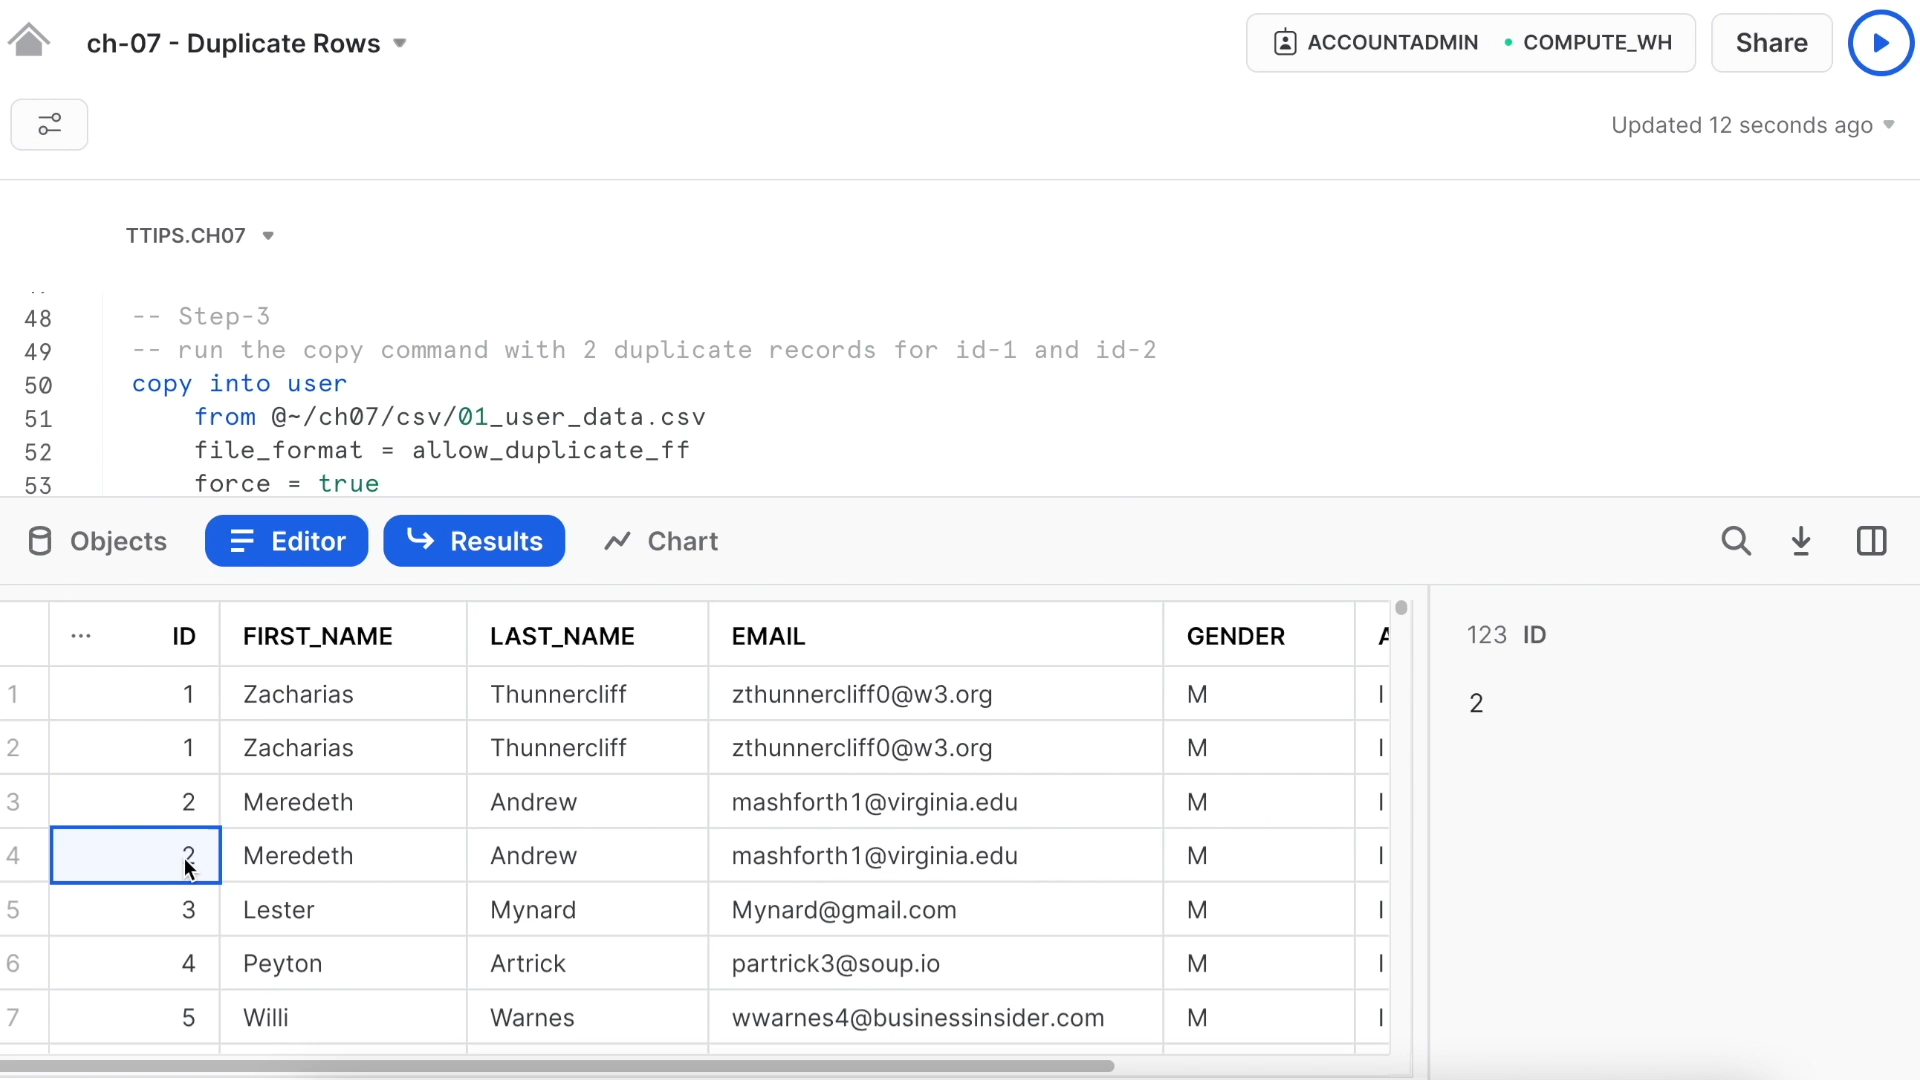 ch-07 - Duplicate Rows
ACCOUNTADMIN COMPUTE_WH
Share
Updated 12 seconds ago
TTIPS.CH07
48 -- Step-3
49 -- run the copy command with 2 duplicate records for id-1 and id-2
50 copy into user
51 from @~/ch07/csv/01_user_data.csv
52 file_format = allow_duplicate_ff
53 force = true
Objects Editor Results Chart
... ID FIRST_NAME LAST_NAME EMAIL GENDER
1 1 Zacharias Thunnercliff zthunnercliff0@w3.org M
2 1 Zacharias Thunnercliff zthunnercliff0@w3.org M
3 2 Meredeth Andrew mashforth1@virginia.edu M
4 2 Meredeth Andrew mashforth1@virginia.edu M
5 3 Lester Mynard Mynard@gmail.com M
6 4 Peyton Artrick partrick3@soup.io M
7 5 Willi Warnes wwarnes4@businessinsider.com M
123 ID
2